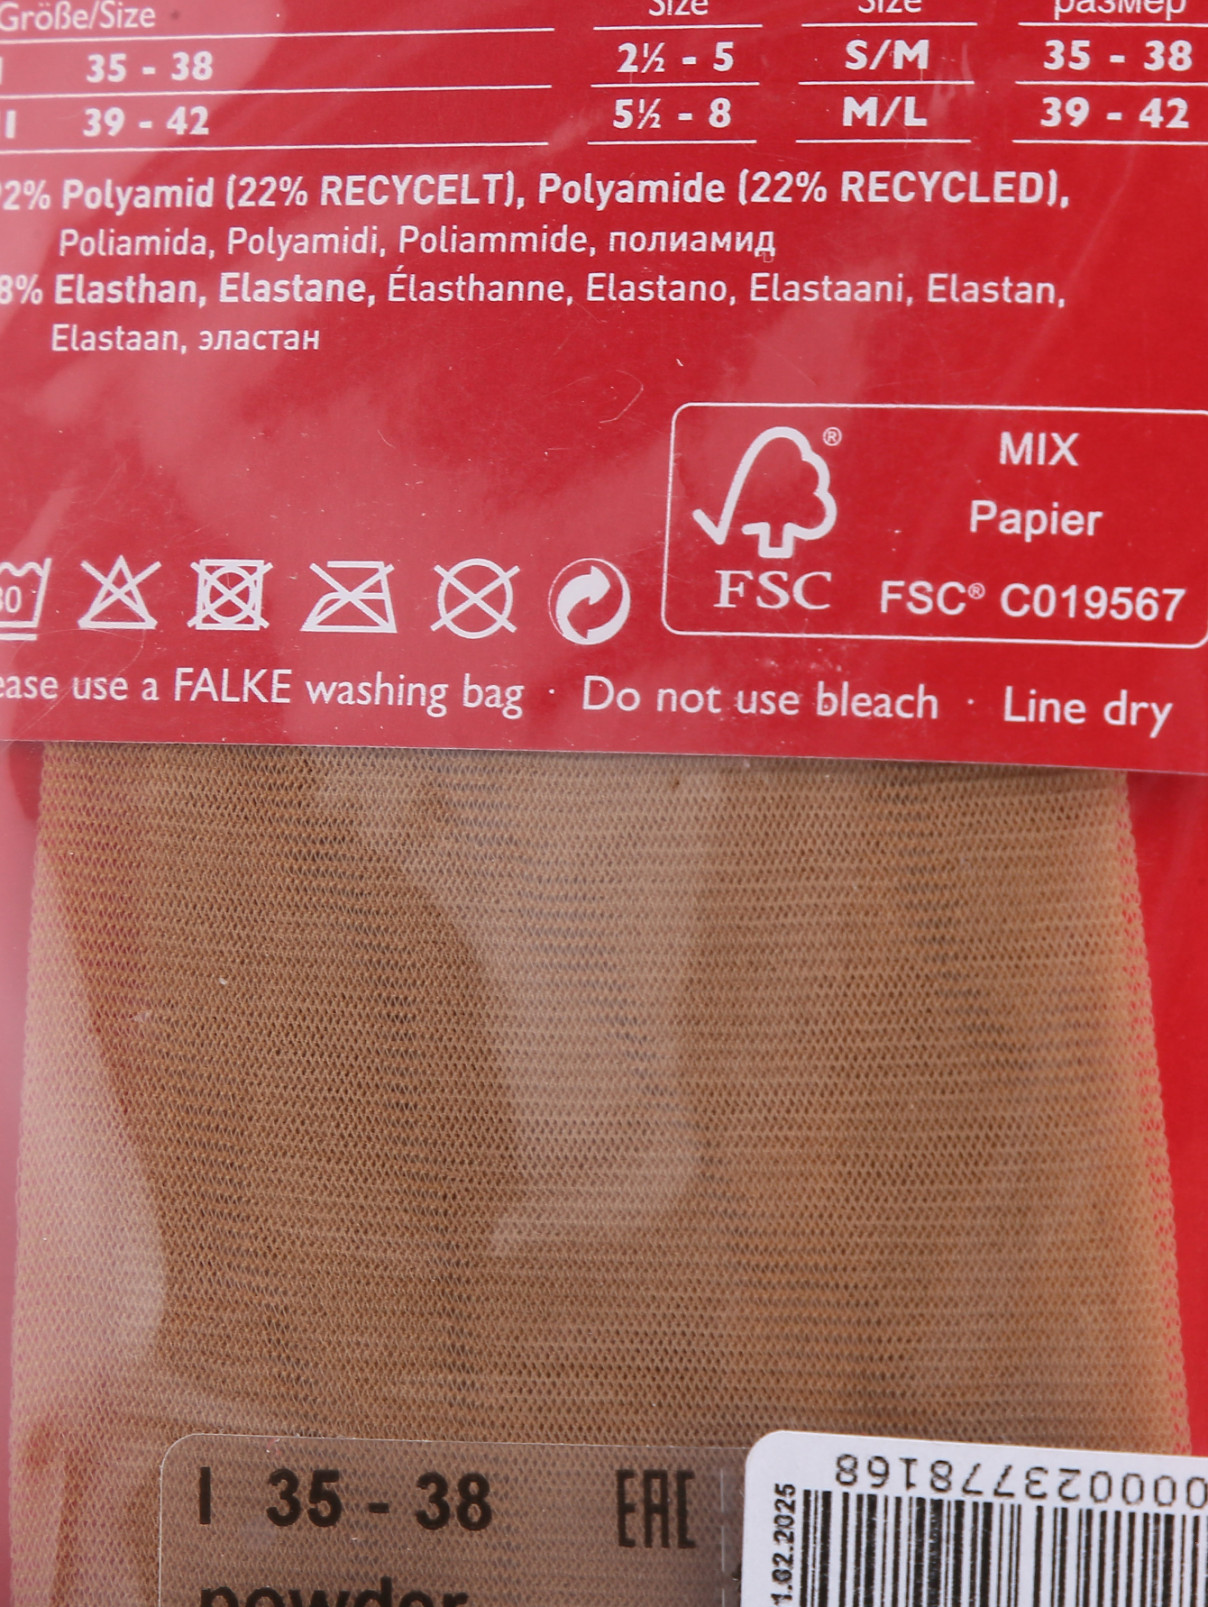 Größe/Size Size Size размер
I 35 - 38 2½ - 5 S/M 35 - 38
II 39 - 42 5½ - 8 M/L 39 - 42
2% Polyamid (22% RECYCELT), Polyamide (22% RECYCLED),
Poliamida, Polyamidi, Poliammide, полиамид
8% Elasthan, Elastane, Élasthanne, Elastano, Elastaani, Elastan,
Elastaan, эластан
MIX
Papier
FSC
®
FSC® C019567
30
use a FALKE washing bag · Do not use bleach · Line dry
I 35 - 38 EAC
powder
000023778168
1.02.2025